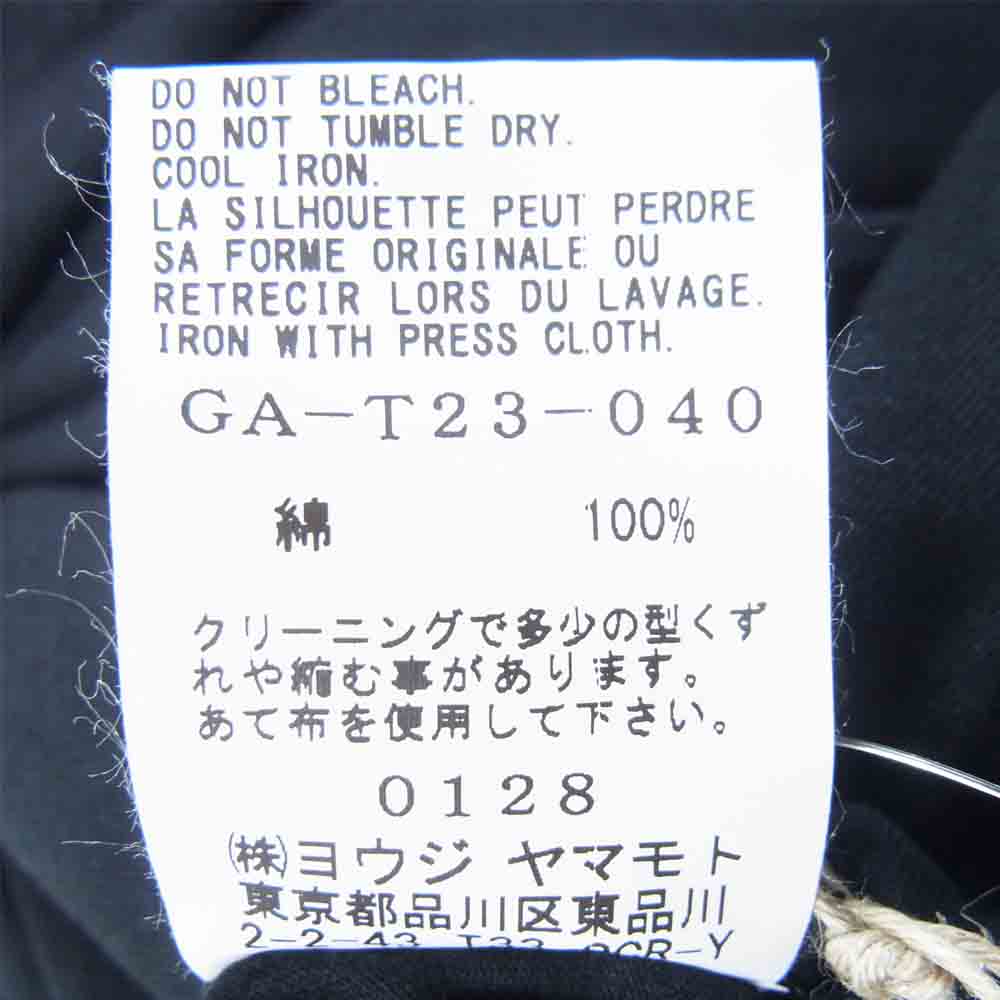 DO NOT BLEACH.
DO NOT TUMBLE DRY.
COOL IRON.
LA SILHOUETTE PEUT PERDRE
SA FORME ORIGINALE OU
RETRECIR LORS DU LAVAGE.
IRON WITH PRESS CLOTH.
GA-T23-040
綿 100%
クリーニングで多少の型くず
れや縮む事があります。
あて布を使用して下さい。
0128
(株)ヨウジ ヤマモト
東京都品川区東品川
2-2-43 T33